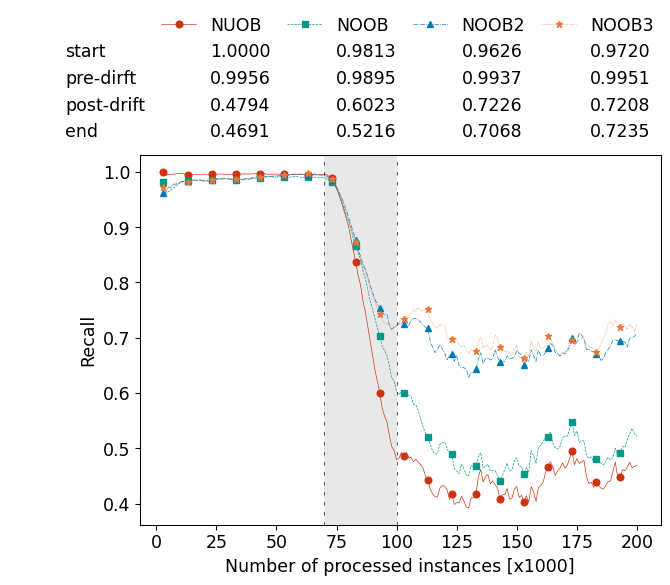 NUOB NOOB NOOB2 NOOB3
start 1.0000 0.9813 0.9626 0.9720
pre-dirft 0.9956 0.9895 0.9937 0.9951
post-drift 0.4794 0.6023 0.7226 0.7208
end 0.4691 0.5216 0.7068 0.7235
1.0
0.9
0.8
0.7
0.6
0.5
0.4
Recall
0 25 50 75 100 125 150 175 200
Number of processed instances [x1000]